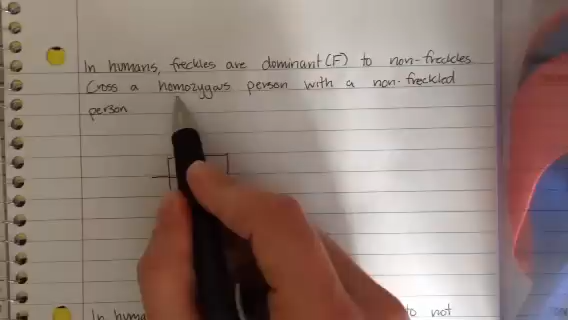 In humans, freckles are dominant (F) to non-freckles
Cross a homozygous person with a non-freckled
person
In huma
to not